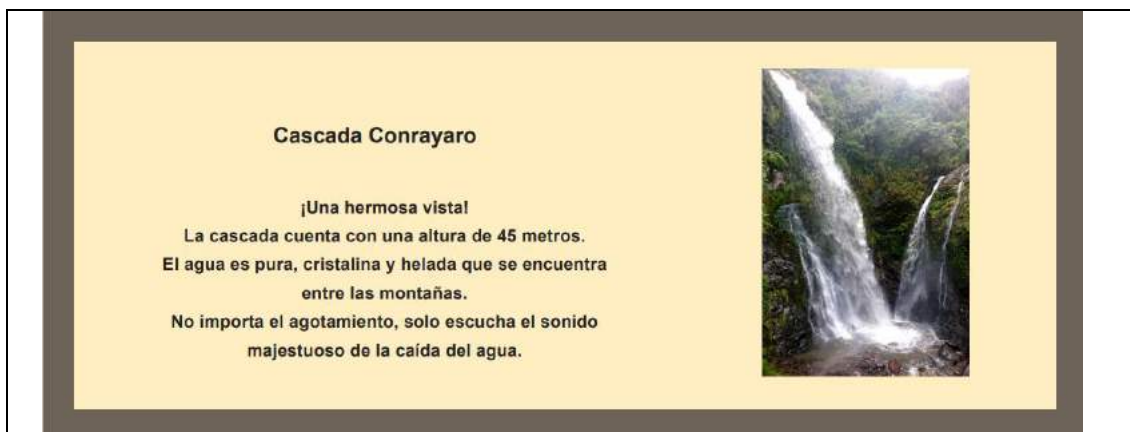 Cascada Conrayaro
¡Una hermosa vista!
La cascada cuenta con una altura de 45 metros.
El agua es pura, cristalina y helada que se encuentra
entre las montañas.
No importa el agotamiento, solo escucha el sonido
majestuoso de la caída del agua.